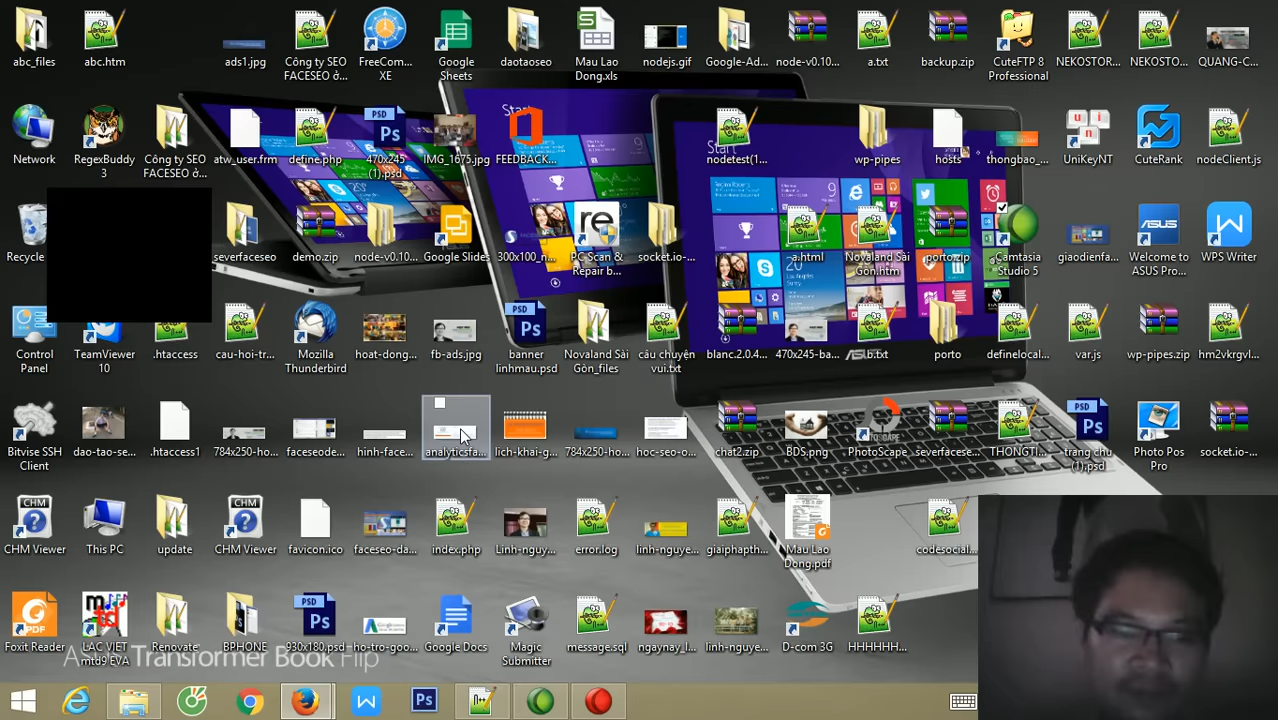 abc_files
abc.htm
ads1.jpg
Công ty SEO
FACESEO ở...
FreeCom...
XE
Google
Sheets
daotaoseo
Mau Lao
Dong.xls
nodejs.gif
Google-Ad...
node-v0.10...
a.txt
backup.zip
CuteFTP 8
Professional
NEKOSTOR...
NEKOSTO...
QUANG-C...
Network
RegexBuddy
3
Công ty SEO
FACESEO ở...
atw_user.frm
define.php
470x245
(1).psd
IMG_1675.jpg
FEEDBACK...
nodetest(1...
wp-pipes
hosts
thongbao_...
UniKeyNT
CuteRank
nodeClient.js
Recycle
severfaceseo
demo.zip
node-v0.10...
Google Slides
300x100_n...
PC Scan &
Repair b...
socket.io-...
a.html
Novaland Sài
Gòn.htm
porto.zip
Camtasia
Studio 5
giaodienfa...
Welcome to
ASUS Pro...
WPS Writer
Control
Panel
TeamViewer
10
.htaccess
cau-hoi-tr...
Mozilla
Thunderbird
hoat-dong...
fb-ads.jpg
banner
linhmau.psd
Novaland Sài
Gòn_files
câu chuyện
vui.txt
blanc.2.0.4...
470x245-ba...
b.txt
porto
definelocal...
var.js
wp-pipes.zip
hm2vkrgvl...
Bitvise SSH
Client
dao-tao-se...
.htaccess1
784x250-ho...
faceseode...
hinh-face...
analyticsfa...
lich-khai-g...
784x250-ho...
hoc-seo-o...
chat2.zip
BDS.png
PhotoScape
severfacese...
THONGTI...
trang chu
(1).psd
Photo Pos
Pro
socket.io-...
CHM Viewer
This PC
update
CHM Viewer
favicon.ico
faceseo-da...
index.php
Linh-nguy...
error.log
linh-nguye...
giaiphapth...
Mau Lao
Dong.pdf
codesocial...
Foxit Reader
LAC VIET
mtd9 EVA
Renovate
BPHONE
930x180.psd
ho-tro-goo...
Google Docs
Magic
Submitter
message.sql
ngaynay_l...
linh-nguye...
D-com 3G
HHHHHH...
Transformer Book Flip